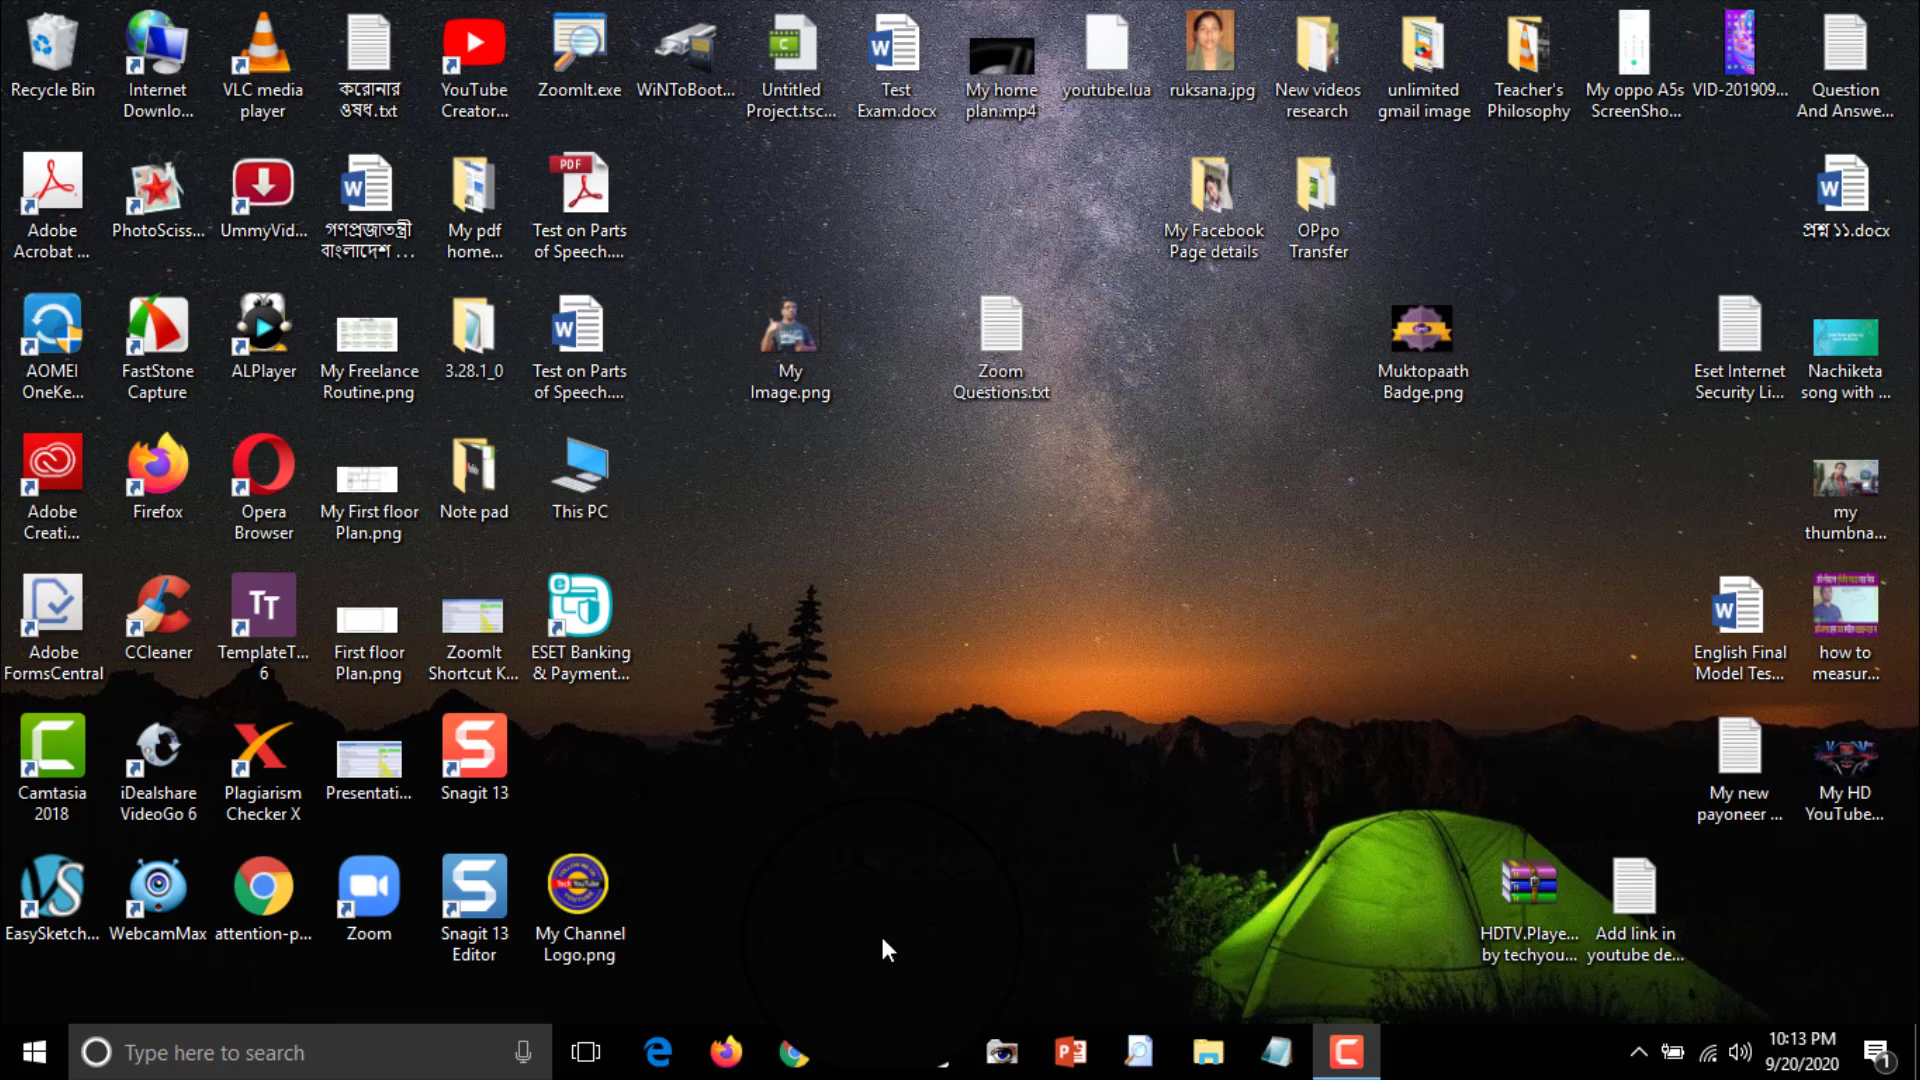 Recycle Bin
Internet
Downlo...
VLC media
player
করোনার
ওষধ.txt
YouTube
Creator...
ZoomIt.exe
WiNToBoot...
Untitled
Project.tsc...
Test
Exam.docx
My home
plan.mp4
youtube.lua
ruksana.jpg
New videos
research
unlimited
gmail image
Teacher's
Philosophy
My oppo A5s
ScreenSho...
VID-201909...
Question
And Answe...
Adobe
Acrobat ...
PhotoSciss...
UmmyVid...
গণপ্রজাতন্ত্রী
বাংলাদেশ ...
My pdf
home...
PDF
Test on Parts
of Speech....
My Facebook
Page details
OPpo
Transfer
প্রশ্ন ১১.docx
AOMEI
OneKe...
FastStone
Capture
ALPlayer
My Freelance
Routine.png
3.28.1_0
Test on Parts
of Speech....
My
Image.png
Zoom
Questions.txt
Muktopaath
Badge.png
Eset Internet
Security Li...
Nachiketa
song with ...
Adobe
Creati...
Firefox
Opera
Browser
My First floor
Plan.png
Note pad
This PC
my
thumbna...
Adobe
FormsCentral
CCleaner
TT
TemplateT...
6
First floor
Plan.png
ZoomIt
Shortcut K...
ESET Banking
& Payment...
English Final
Model Tes...
how to
measur...
Camtasia
2018
iDealshare
VideoGo 6
Plagiarism
Checker X
Presentati...
Snagit 13
My new
payoneer ...
My HD
YouTube...
EasySketch...
WebcamMax
attention-p...
Zoom
Snagit 13
Editor
My Channel
Logo.png
HDTV.Playe...
by techyou...
Add link in
youtube de...
Type here to search
10:13 PM
9/20/2020
1